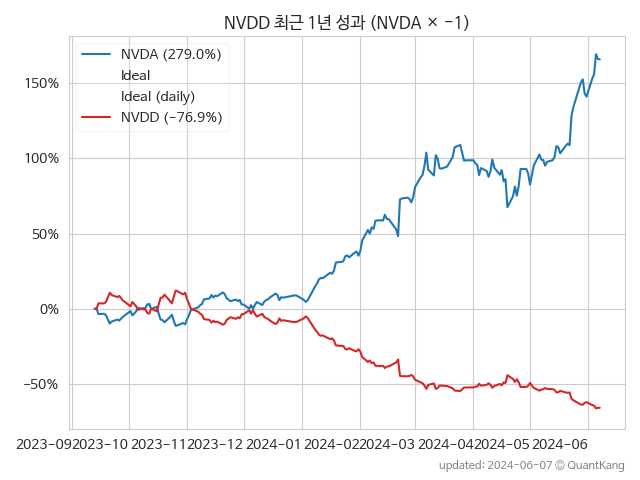 NVDD 최근 1년 성과 (NVDA × −1)
NVDA (279.0%)
Ideal
Ideal (daily)
NVDD (−76.9%)
150%
100%
50%
0%
−50%
2023-09 2023-10 2023-11 2023-12 2024-01 2024-02 2024-03 2024-04 2024-05 2024-06
updated: 2024-06-07 © QuantKang